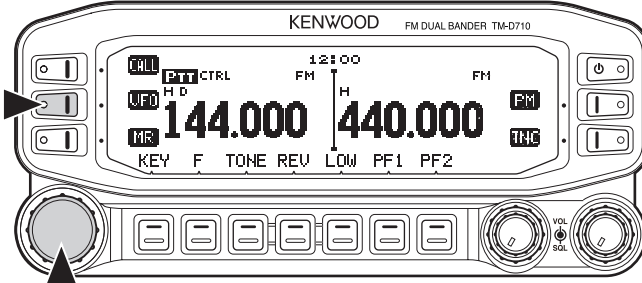 KENWOOD FM DUAL BANDER TM-D710
12:00
CALL PTT CTRL FM FM
VFO H D H PM
MR 144.000 440.000 ENC
KEY F TONE REV LOW PF1 PF2
VOL
SQL